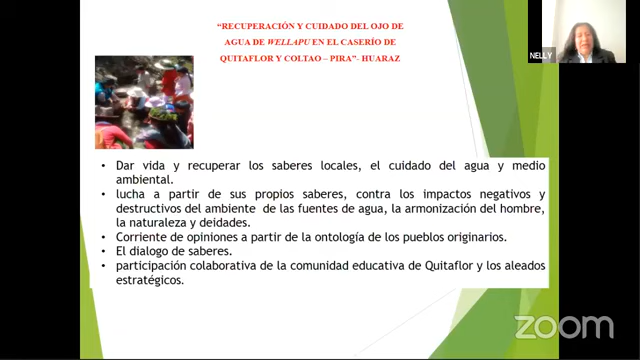 “RECUPERACIÓN Y CUIDADO DEL OJO DE
AGUA DE WELLAPU EN EL CASERÍO DE
QUITAFLOR Y COLTAO – PIRA”- HUARAZ
NELLY
• Dar vida y recuperar los saberes locales, el cuidado del agua y medio
ambiental.
• lucha a partir de sus propios saberes, contra los impactos negativos y
destructivos del ambiente de las fuentes de agua, la armonización del hombre,
la naturaleza y deidades.
• Corriente de opiniones a partir de la ontología de los pueblos originarios.
• El dialogo de saberes.
• participación colaborativa de la comunidad educativa de Quitaflor y los aleados
estratégicos.
zoom